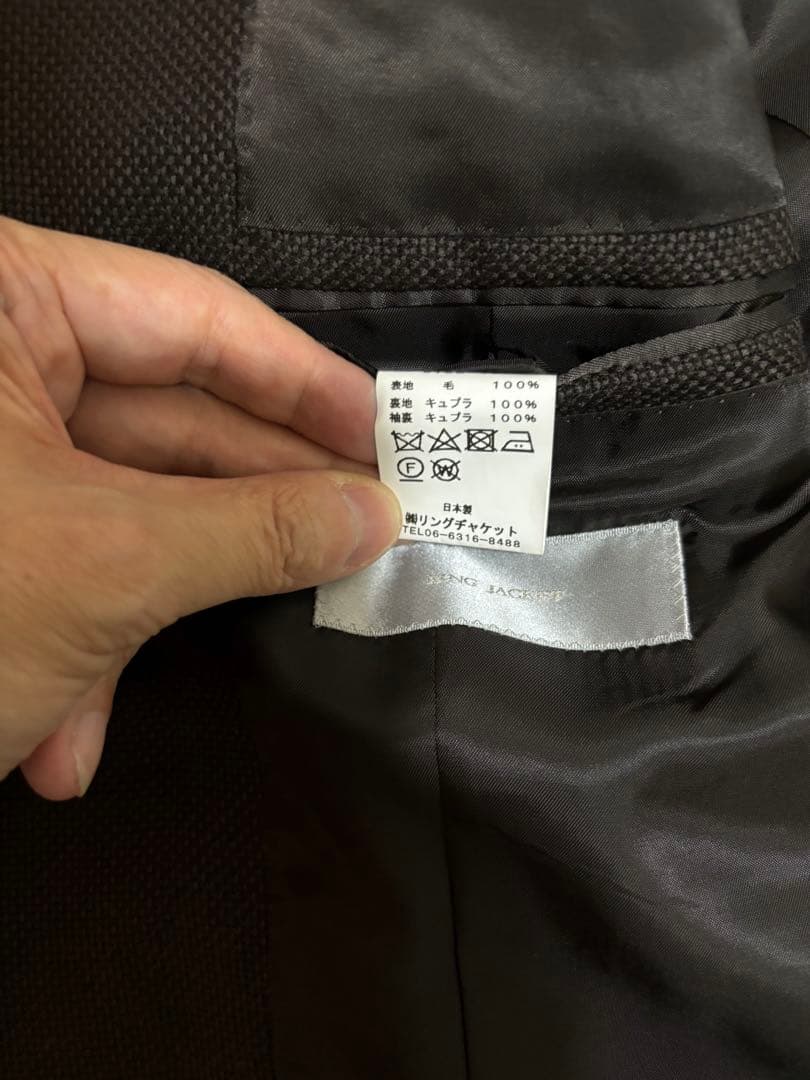 表地 毛 100%
裏地 キュプラ 100%
袖裏 キュプラ 100%
F W
日本製
㈱リングヂャケット
TEL06-6316-8488
RING JACKET